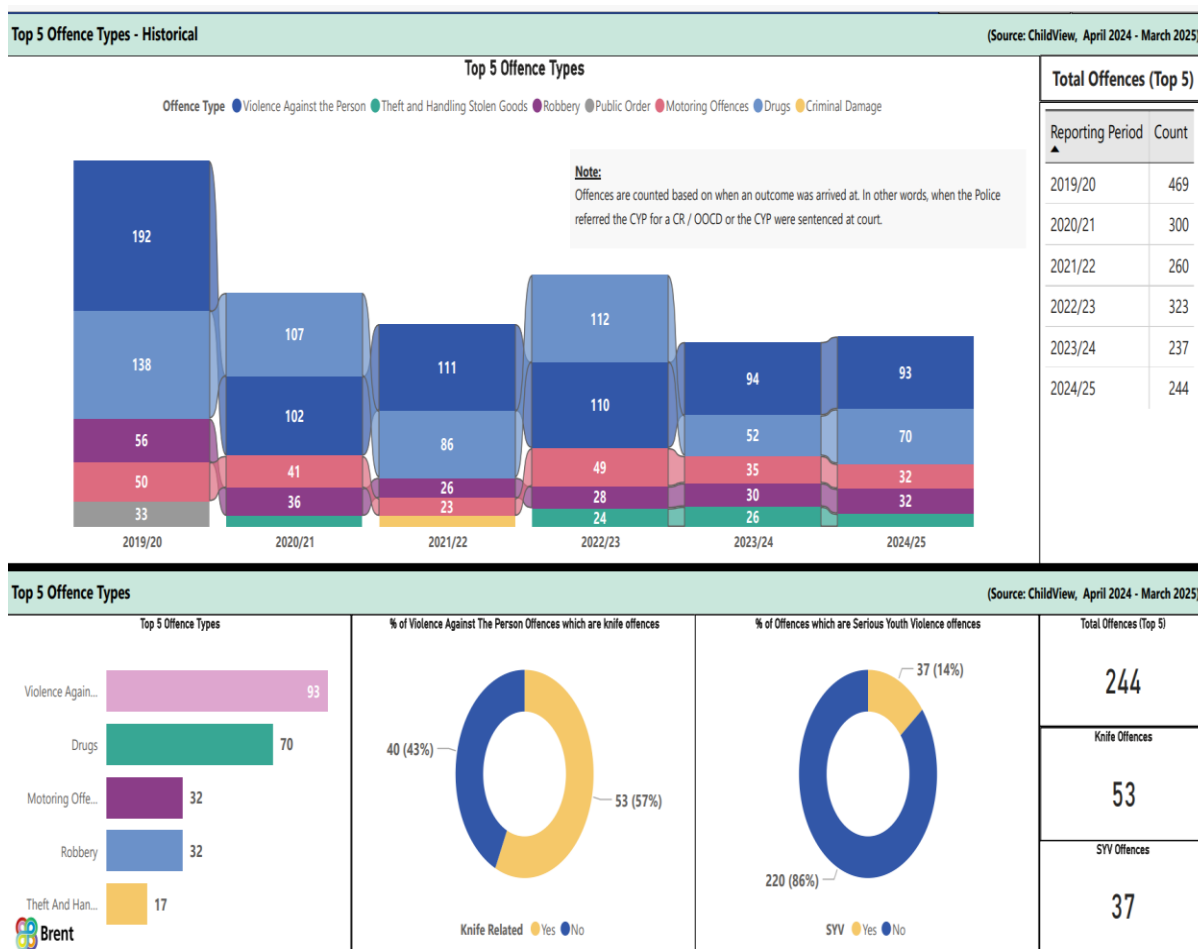 Top 5 Offence Types - Historical
(Source: ChildView, April 2024 - March 2025)
Top 5 Offence Types
Offence Type Violence Against the Person Theft and Handling Stolen Goods Robbery Public Order Motoring Offences Drugs Criminal Damage
Note:
Offences are counted based on when an outcome was arrived at. In other words, when the Police
referred the CYP for a CR / OOCD or the CYP were sentenced at court.
192
138
56
50
33
107
102
41
36
111
86
26
23
112
110
49
28
24
94
52
35
30
26
93
70
32
32
2019/20 2020/21 2021/22 2022/23 2023/24 2024/25
Total Offences (Top 5)
Reporting Period Count
2019/20 469
2020/21 300
2021/22 260
2022/23 323
2023/24 237
2024/25 244
Top 5 Offence Types
(Source: ChildView, April 2024 - March 2025)
Top 5 Offence Types
Violence Again... 93
Drugs 70
Motoring Offe... 32
Robbery 32
Theft And Han... 17
Brent
% of Violence Against The Person Offences which are knife offences
40 (43%)
53 (57%)
Knife Related Yes No
% of Offences which are Serious Youth Violence offences
37 (14%)
220 (86%)
SYV Yes No
Total Offences (Top 5)
244
Knife Offences
53
SYV Offences
37